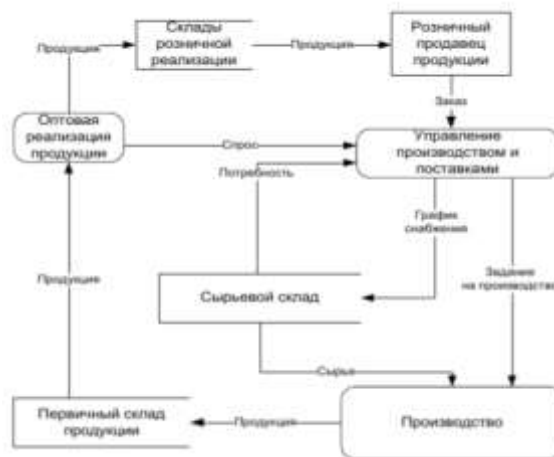 Склады
розничной
реализации
Розничный
продавец
продукции
Продукция
Продукция
Заказ
Оптовая
реализация
продукции
Спрос
Управление
производством и
поставками
Потребность
График
снабжения
Продукция
Задание
на производство
Сырьевой склад
Сырье
Первичный склад
продукции
Продукция
Производство